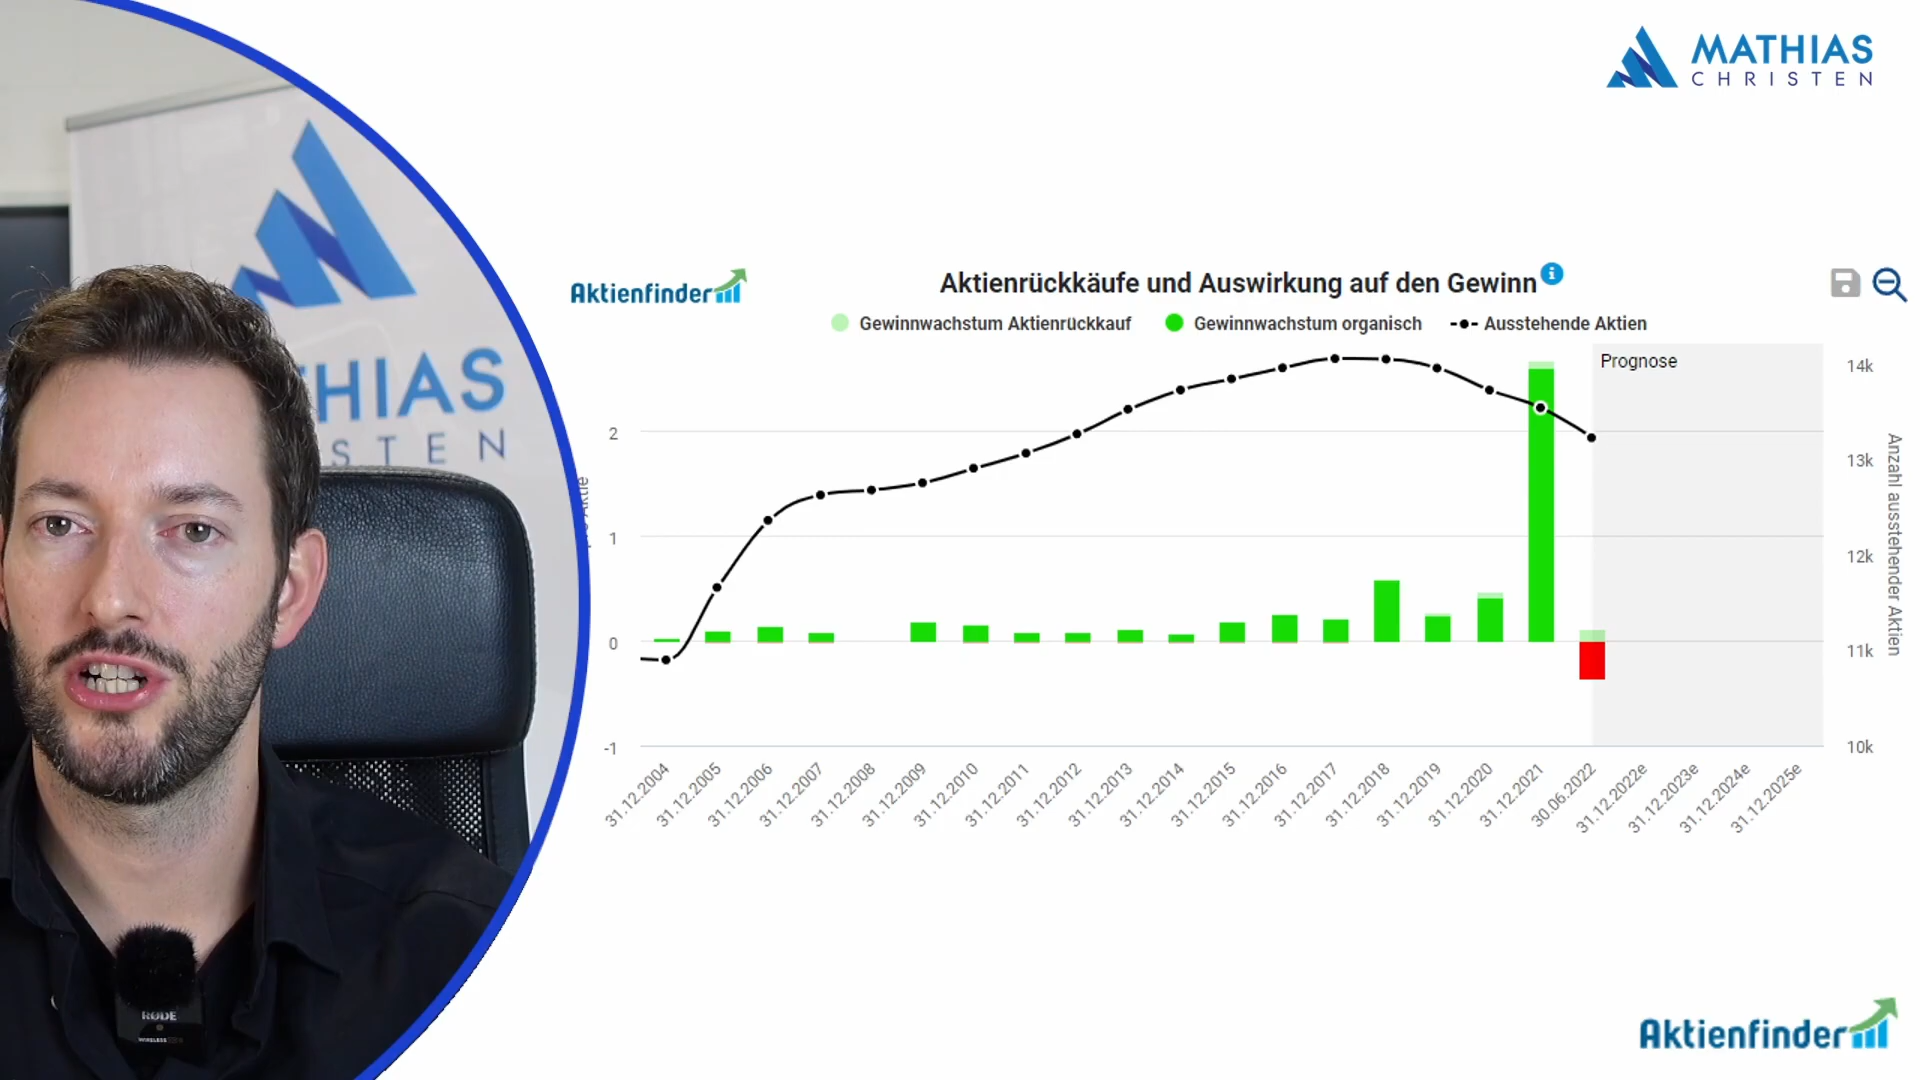 MATHIAS
CHRISTEN
THIAS
STEN
RØDE
WIRELESS
Aktienfinder
Aktienrückkäufe und Auswirkung auf den Gewinn
Gewinnwachstum Aktienrückkauf
Gewinnwachstum organisch
Ausstehende Aktien
Prognose
2
1
0
-1
14k
13k
12k
11k
10k
Anzahl ausstehender Aktien
31.12.2004
31.12.2005
31.12.2006
31.12.2007
31.12.2008
31.12.2009
31.12.2010
31.12.2011
31.12.2012
31.12.2013
31.12.2014
31.12.2015
31.12.2016
31.12.2017
31.12.2018
31.12.2019
31.12.2020
31.12.2021
30.06.2022
31.12.2022e
31.12.2023e
31.12.2024e
31.12.2025e
Aktienfinder